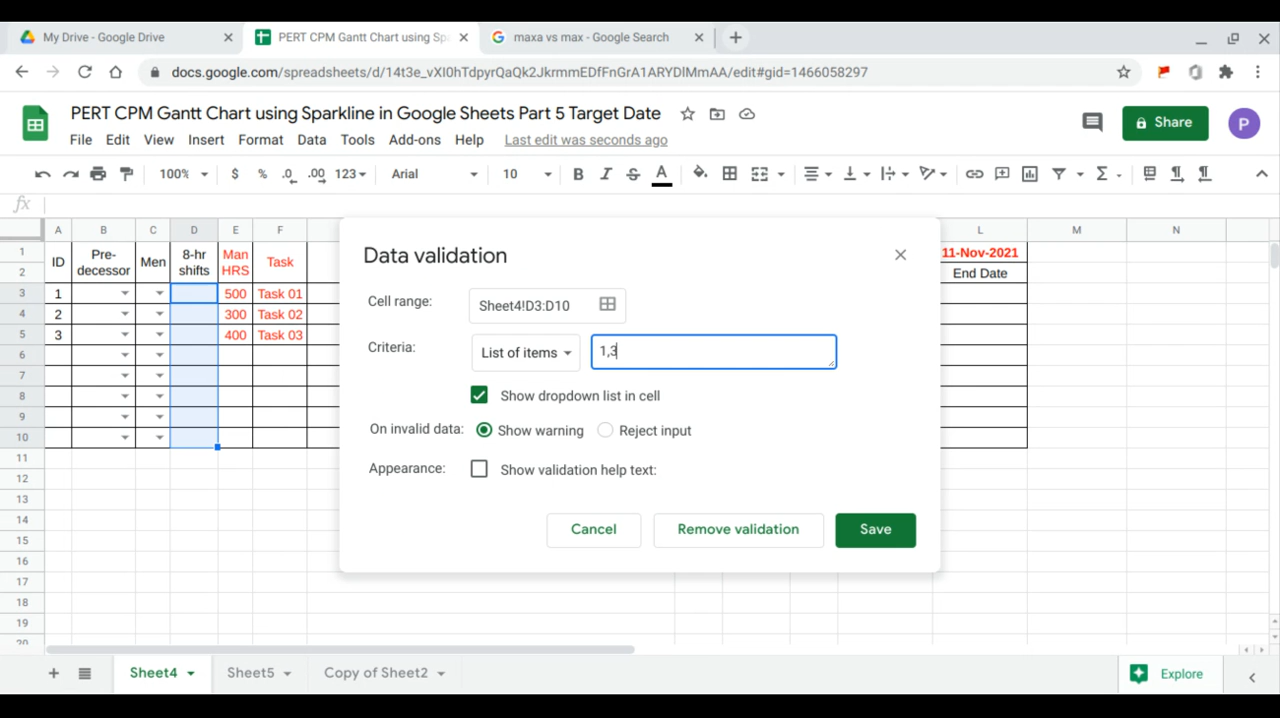 My Drive - Google Drive
PERT CPM Gantt Chart using Spa
maxa vs max - Google Search
docs.google.com/spreadsheets/d/14t3e_vXI0hTdpyrQaQk2JkrmmEDfFnGrA1ARYDlMmAA/edit#gid=1466058297
PERT CPM Gantt Chart using Sparkline in Google Sheets Part 5 Target Date
Share
P
File Edit View Insert Format Data Tools Add-ons Help Last edit was seconds ago
100% $ % .0 .00 123 Arial 10 B I S A
fx
A B C D E F L M N
1 ID Pre- Men 8-hr Man Task 11-Nov-2021
2 decessor shifts HRS End Date
3 1 500 Task 01
4 2 300 Task 02
5 3 400 Task 03
6
7
8
9
10
11
12
13
14
15
16
17
18
19
20
Data validation
Cell range: Sheet4!D3:D10
Criteria: List of items 1,3
Show dropdown list in cell
On invalid data: Show warning Reject input
Appearance: Show validation help text:
Cancel Remove validation Save
Sheet4 Sheet5 Copy of Sheet2 Explore